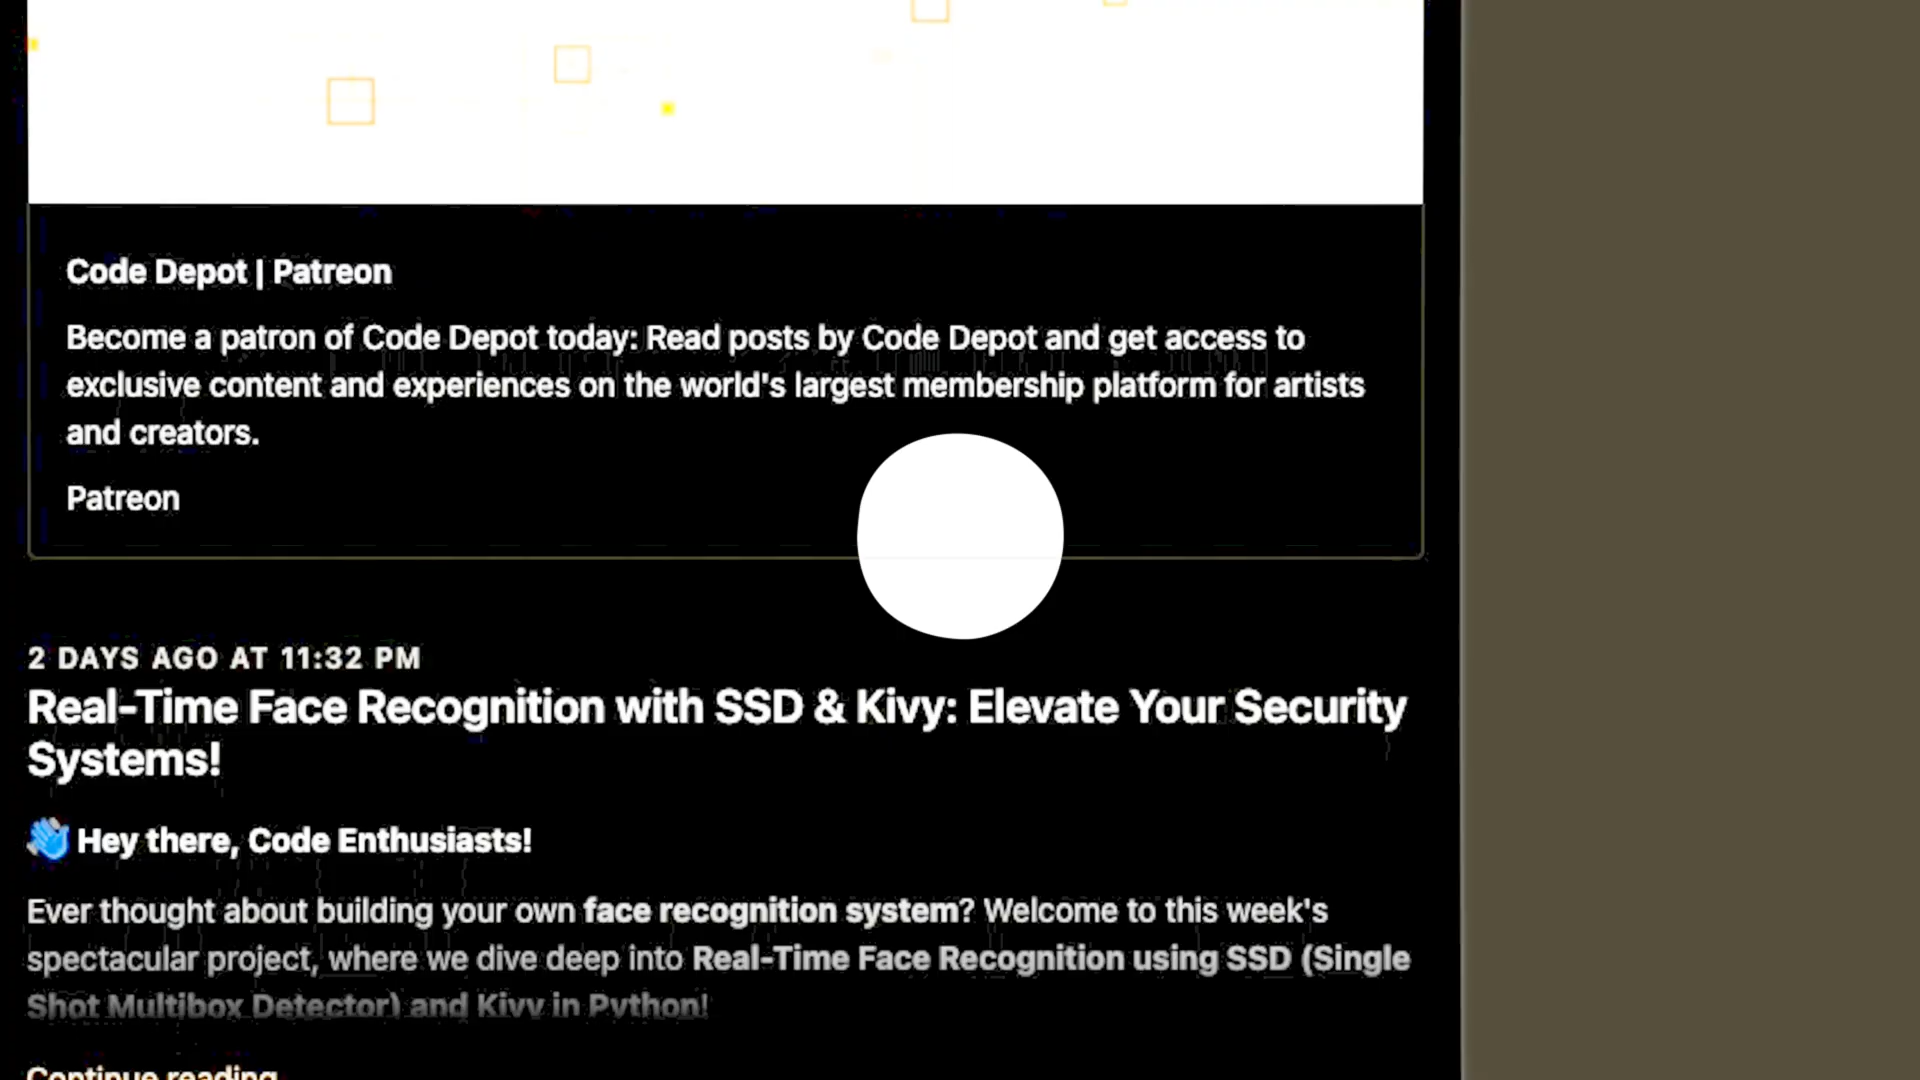 Code Depot | Patreon
Become a patron of Code Depot today: Read posts by Code Depot and get access to
exclusive content and experiences on the world's largest membership platform for artists
and creators.
Patreon
2 DAYS AGO AT 11:32 PM
Real-Time Face Recognition with SSD & Kivy: Elevate Your Security
Systems!
👋 Hey there, Code Enthusiasts!
Ever thought about building your own face recognition system? Welcome to this week's
spectacular project, where we dive deep into Real-Time Face Recognition using SSD (Single
Shot Multibox Detector) and Kivy in Python!
Continue reading